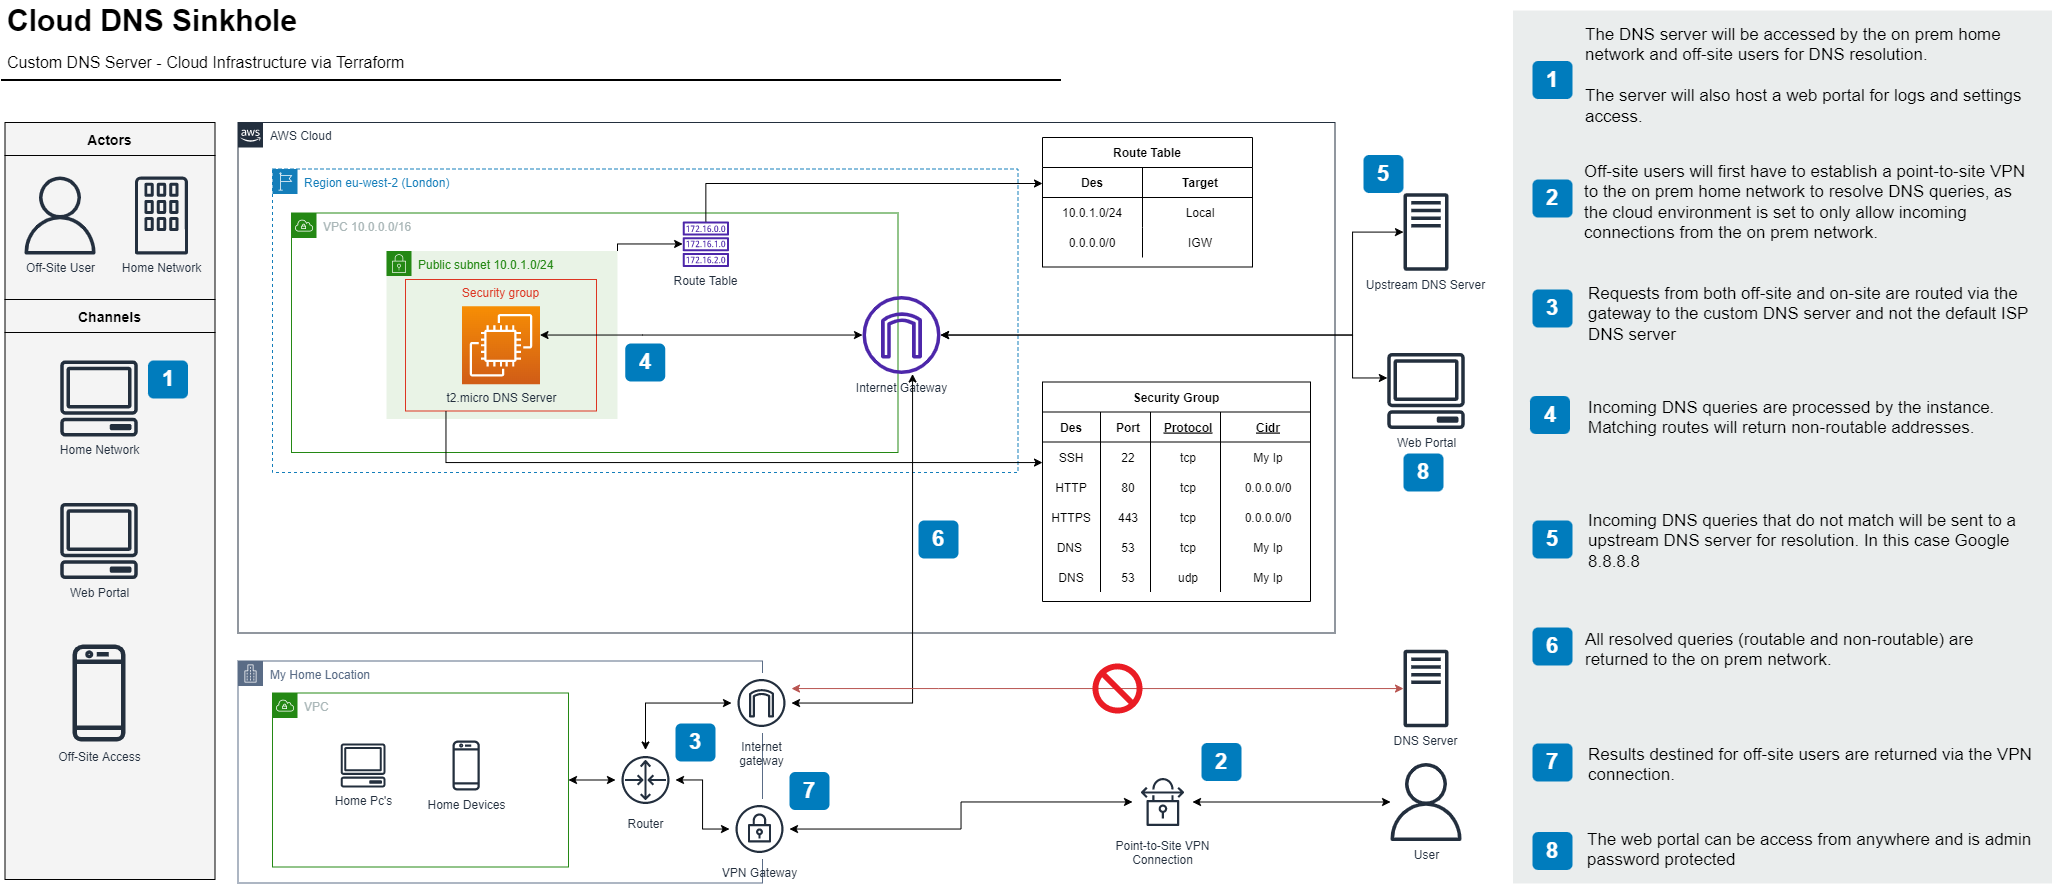 Cloud DNS Sinkhole
Custom DNS Server - Cloud Infrastructure via Terraform
Actors
Off-Site User
Home Network
Channels
1
Home Network
Web Portal
Off-Site Access
aws
AWS Cloud
Region eu-west-2 (London)
VPC 10.0.0.0/16
Public subnet 10.0.1.0/24
Security group
t2.micro DNS Server
172.16.0.0
172.16.1.0
172.16.2.0
Route Table
4
Internet Gateway
Route Table
Des Target
10.0.1.0/24 Local
0.0.0.0/0 IGW
Security Group
Des Port Protocol Cidr
SSH 22 tcp My Ip
HTTP 80 tcp 0.0.0.0/0
HTTPS 443 tcp 0.0.0.0/0
DNS 53 tcp My Ip
DNS 53 udp My Ip
5
Upstream DNS Server
Web Portal
8
6
My Home Location
VPC
Home Pc's
Home Devices
Router
3
Internet
gateway
7
VPN Gateway
2
Point-to-Site VPN
Connection
DNS Server
User
1
The DNS server will be accessed by the on prem home
network and off-site users for DNS resolution.
The server will also host a web portal for logs and settings
access.
2
Off-site users will first have to establish a point-to-site VPN
to the on prem home network to resolve DNS queries, as
the cloud environment is set to only allow incoming
connections from the on prem network.
3
Requests from both off-site and on-site are routed via the
gateway to the custom DNS server and not the default ISP
DNS server
4
Incoming DNS queries are processed by the instance.
Matching routes will return non-routable addresses.
5
Incoming DNS queries that do not match will be sent to a
upstream DNS server for resolution. In this case Google
8.8.8.8
6
All resolved queries (routable and non-routable) are
returned to the on prem network.
7
Results destined for off-site users are returned via the VPN
connection.
8
The web portal can be access from anywhere and is admin
password protected